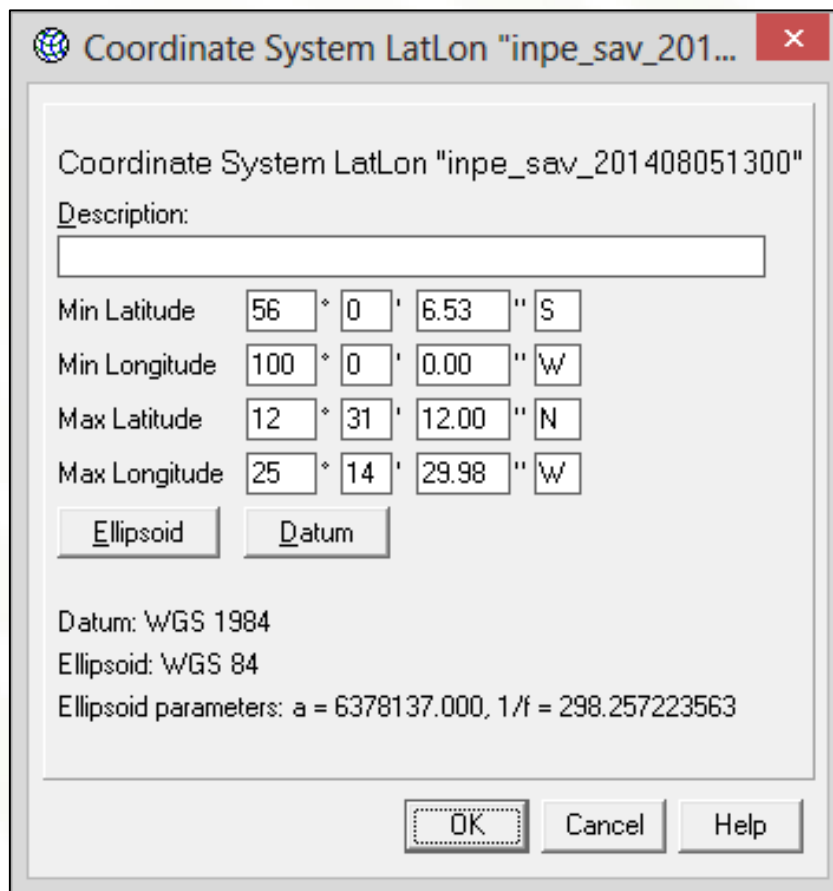 Coordinate System LatLon "inpe_sav_201...
Coordinate System LatLon "inpe_sav_201408051300"
Description:
Min Latitude 56 ° 0 ' 6.53 " S
Min Longitude 100 ° 0 ' 0.00 " W
Max Latitude 12 ° 31 ' 12.00 " N
Max Longitude 25 ° 14 ' 29.98 " W
Ellipsoid Datum
Datum: WGS 1984
Ellipsoid: WGS 84
Ellipsoid parameters: a = 6378137.000, 1/f = 298.257223563
OK Cancel Help